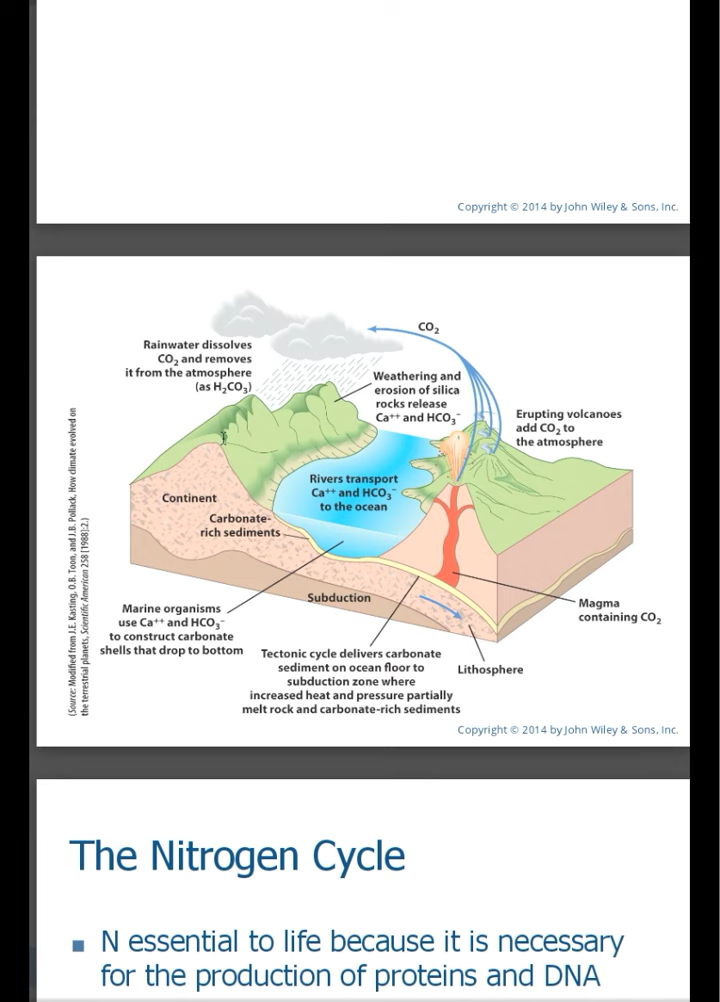 Copyright © 2014 by John Wiley & Sons, Inc.
CO₂
Rainwater dissolves
CO₂ and removes
it from the atmosphere
(as H₂CO₃)
Weathering and
erosion of silica
rocks release
Ca⁺⁺ and HCO₃⁻
Erupting volcanoes
add CO₂ to
the atmosphere
Rivers transport
Ca⁺⁺ and HCO₃⁻
to the ocean
Continent
Carbonate-
rich sediments
Subduction
Marine organisms
use Ca⁺⁺ and HCO₃⁻
to construct carbonate
shells that drop to bottom
Tectonic cycle delivers carbonate
sediment on ocean floor to
subduction zone where
increased heat and pressure partially
melt rock and carbonate-rich sediments
Lithosphere
Magma
containing CO₂
(Source: Modified from J.E. Kasting, O.B. Toon, and J.B. Pollack. How climate evolved on
the terrestrial planets, Scientific American 258 [1988]:2.)
Copyright © 2014 by John Wiley & Sons, Inc.
The Nitrogen Cycle
■ N essential to life because it is necessary
for the production of proteins and DNA